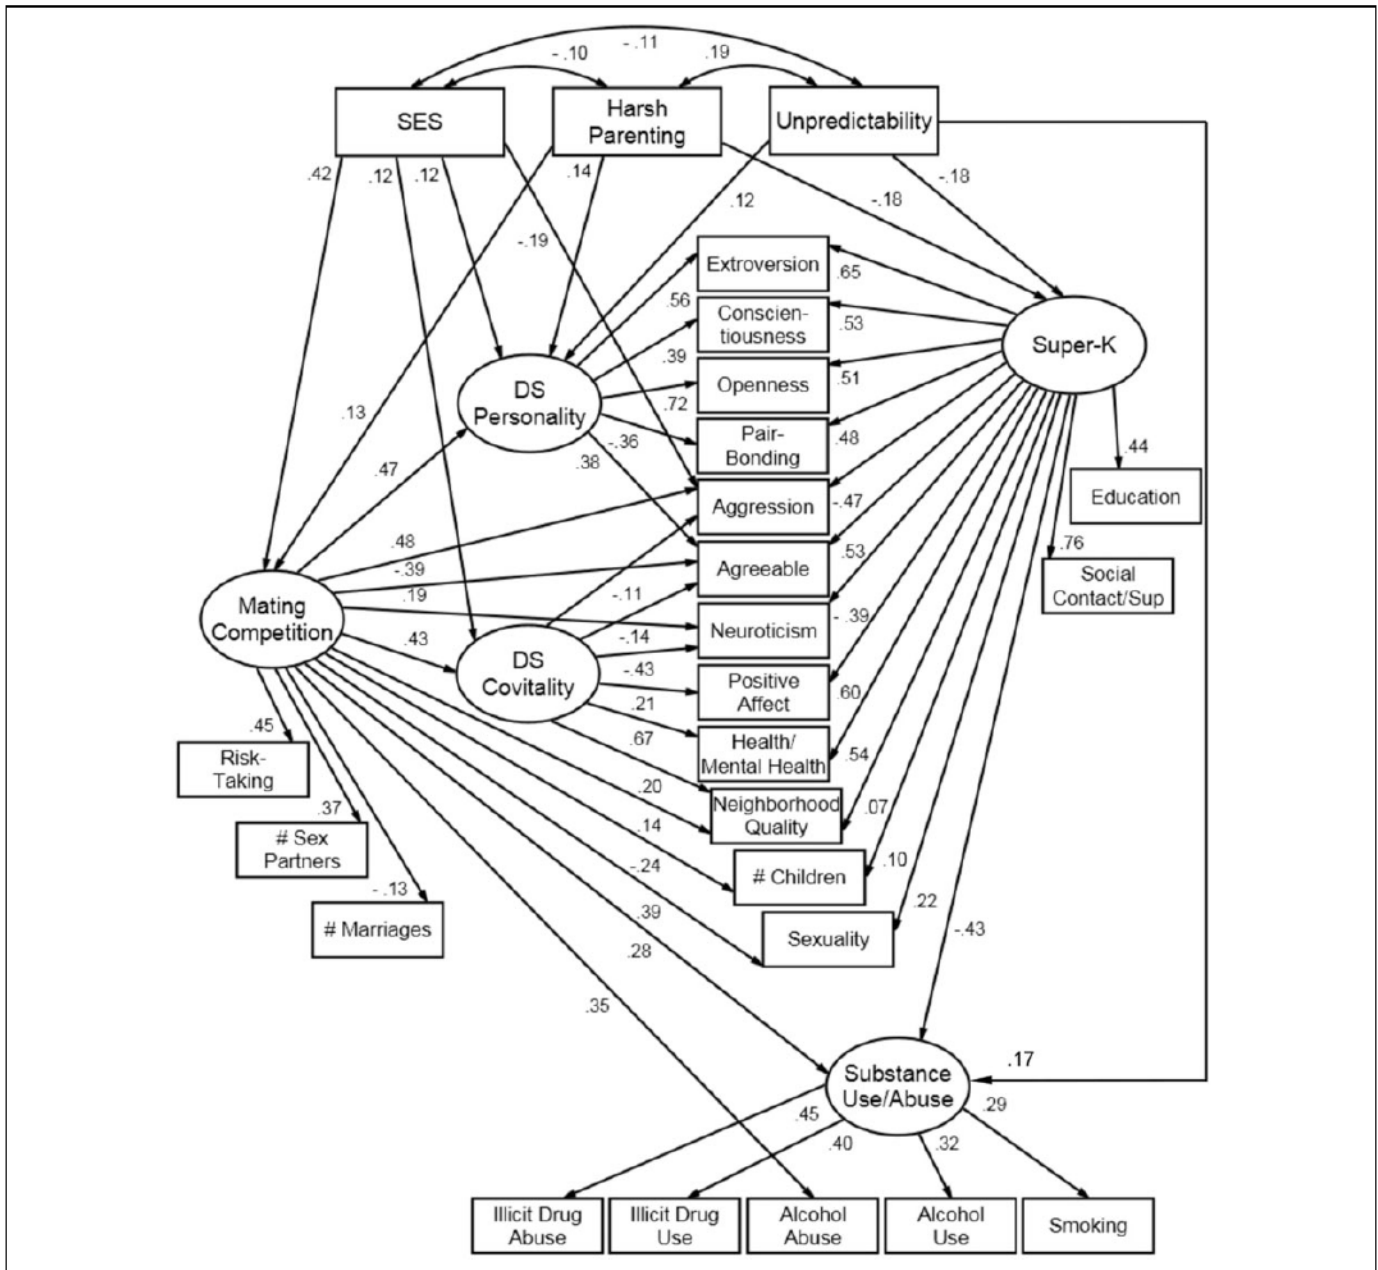 - .11
- .10
.19
SES
Harsh
Parenting
Unpredictability
.42
.12
.12
.14
.12
-.18
-.18
-.19
Extroversion
.65
.56
Conscien-
tiousness
.53
Super-K
.39
DS
Personality
Openness
.51
.72
.13
Pair-
Bonding
.48
-.36
.38
.44
.47
Education
Aggression
-.47
.48
.53
.76
-.39
Agreeable
Social
Contact/Sup
.19
-.11
Mating
Competition
- .39
Neuroticism
-.14
.43
DS
Covitality
-.43
Positive
Affect
.60
.21
.45
.67
Health/
Mental Health
.54
Risk-
Taking
.20
Neighborhood
Quality
.07
.37
.14
# Sex
Partners
-.24
# Children
.10
- .13
.39
.22
# Marriages
Sexuality
-.43
.28
.35
.17
Substance
Use/Abuse
.45
.29
.40
.32
Illicit Drug
Abuse
Illicit Drug
Use
Alcohol
Abuse
Alcohol
Use
Smoking